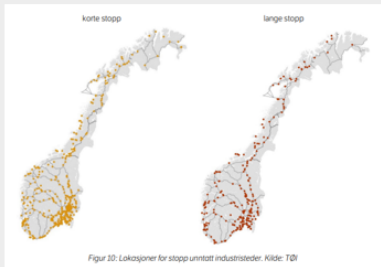 korte stopp
lange stopp
Figur 10: Lokasjoner for stopp unntatt industristeder. Kilde: TØI